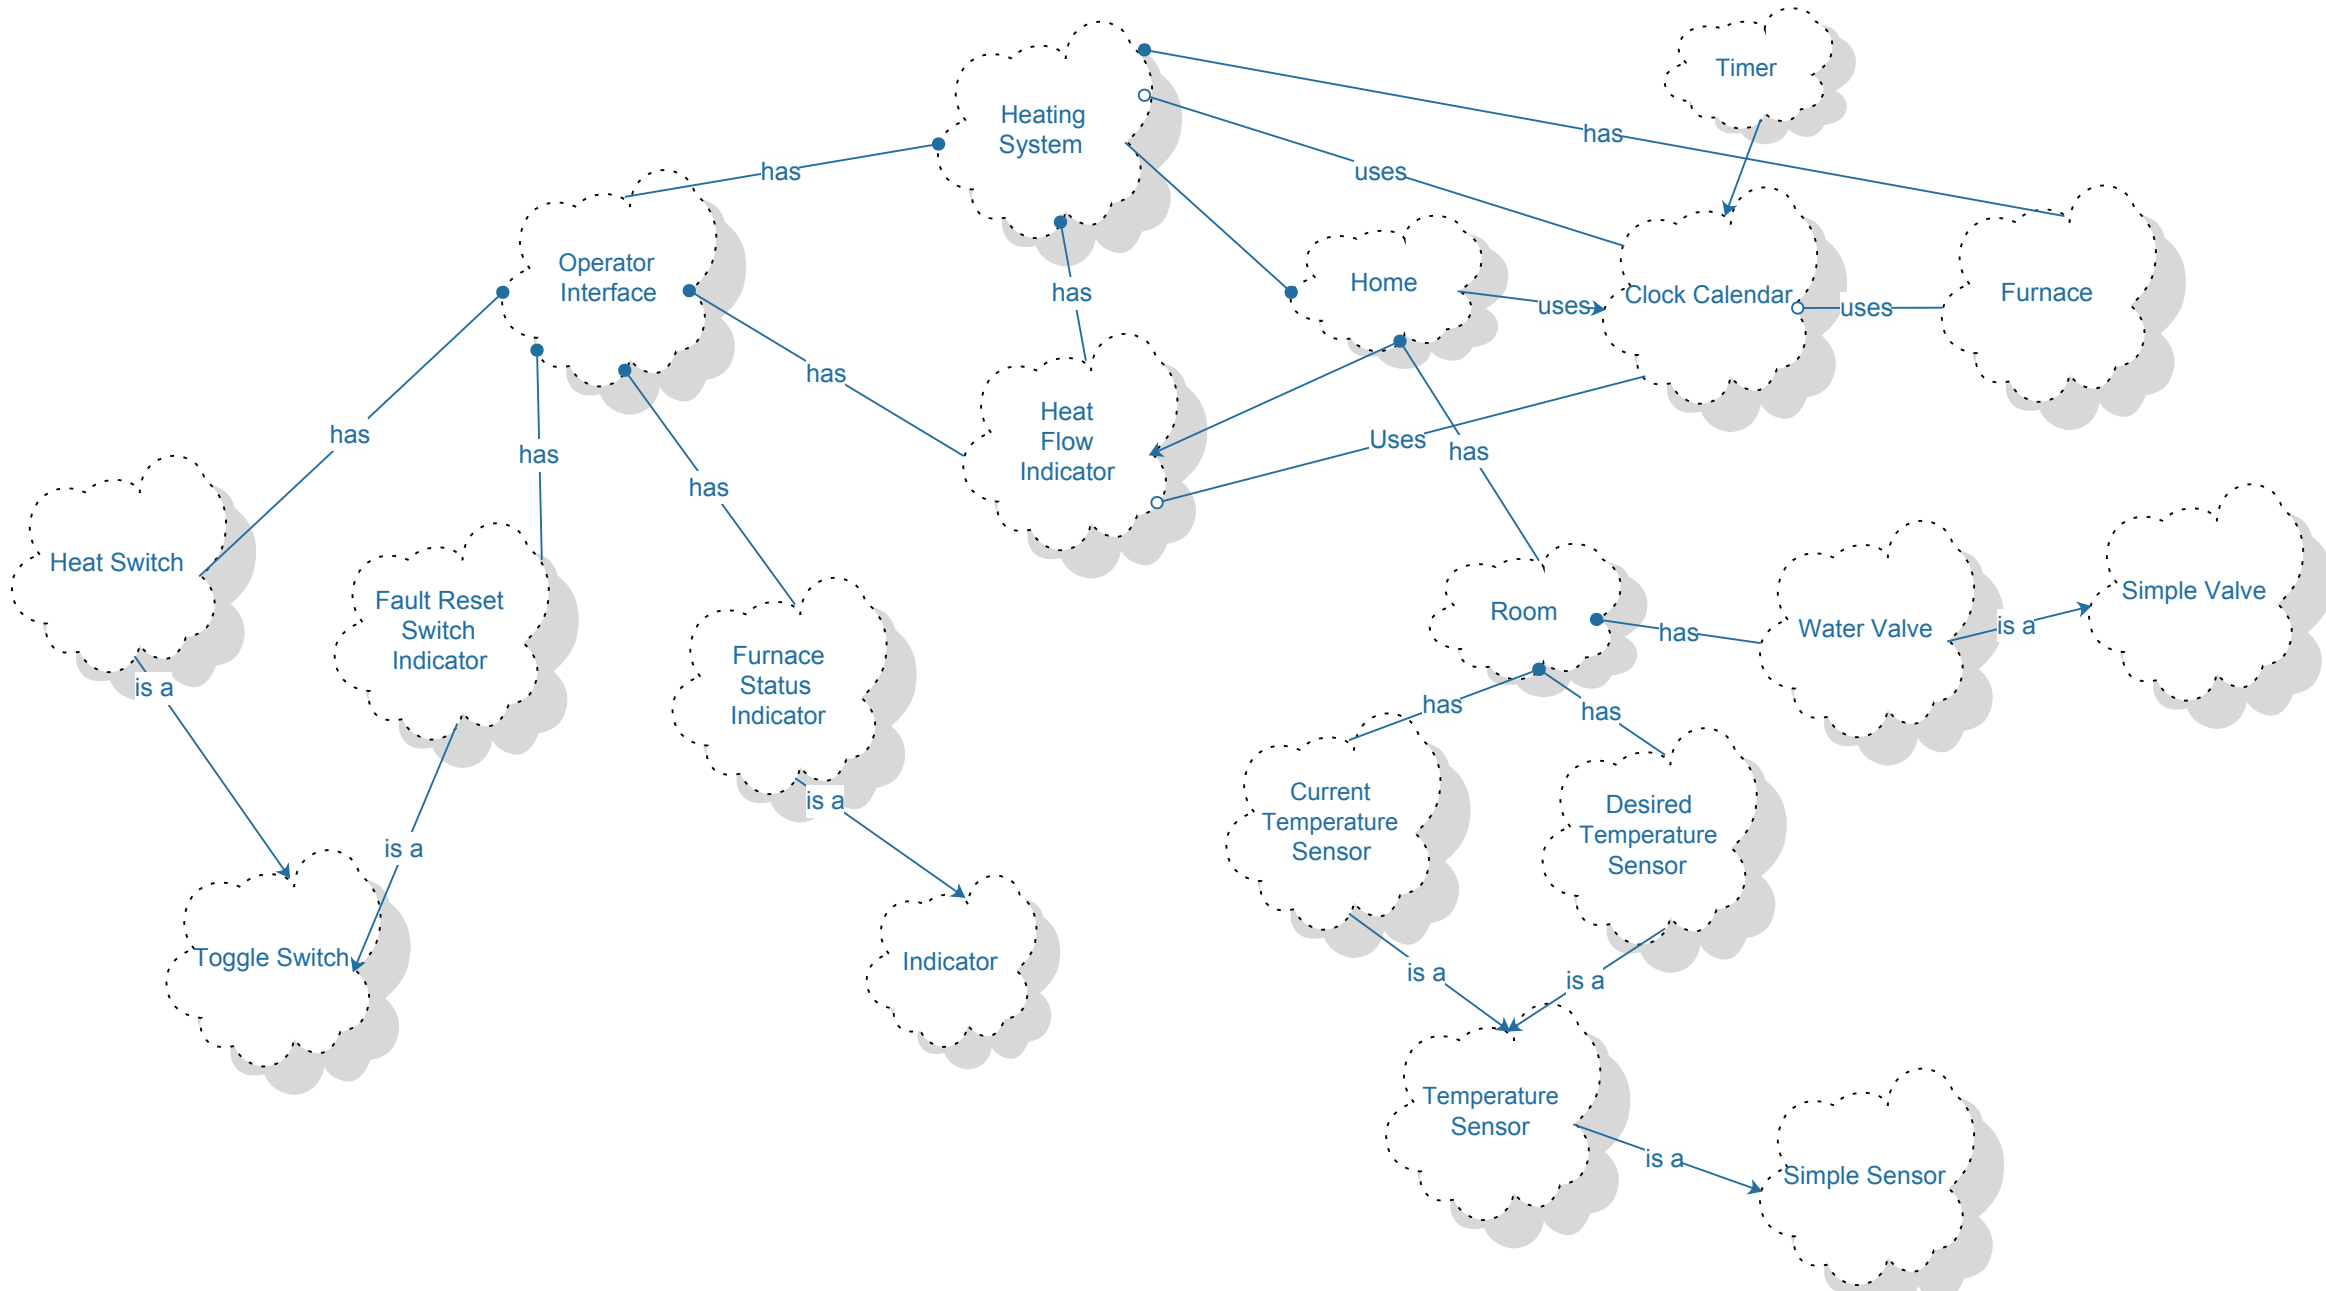 Timer
Heating
System
has
uses
has
Operator
Interface
has
Home
uses
Clock Calendar
uses
Furnace
has
Heat
Flow
Indicator
Uses
has
has
has
has
Heat Switch
Fault Reset
Switch
Indicator
Furnace
Status
Indicator
Room
has
Water Valve
is a
Simple Valve
is a
has
has
is a
Current
Temperature
Sensor
Desired
Temperature
Sensor
is a
Toggle Switch
Indicator
is a
is a
Temperature
Sensor
is a
Simple Sensor